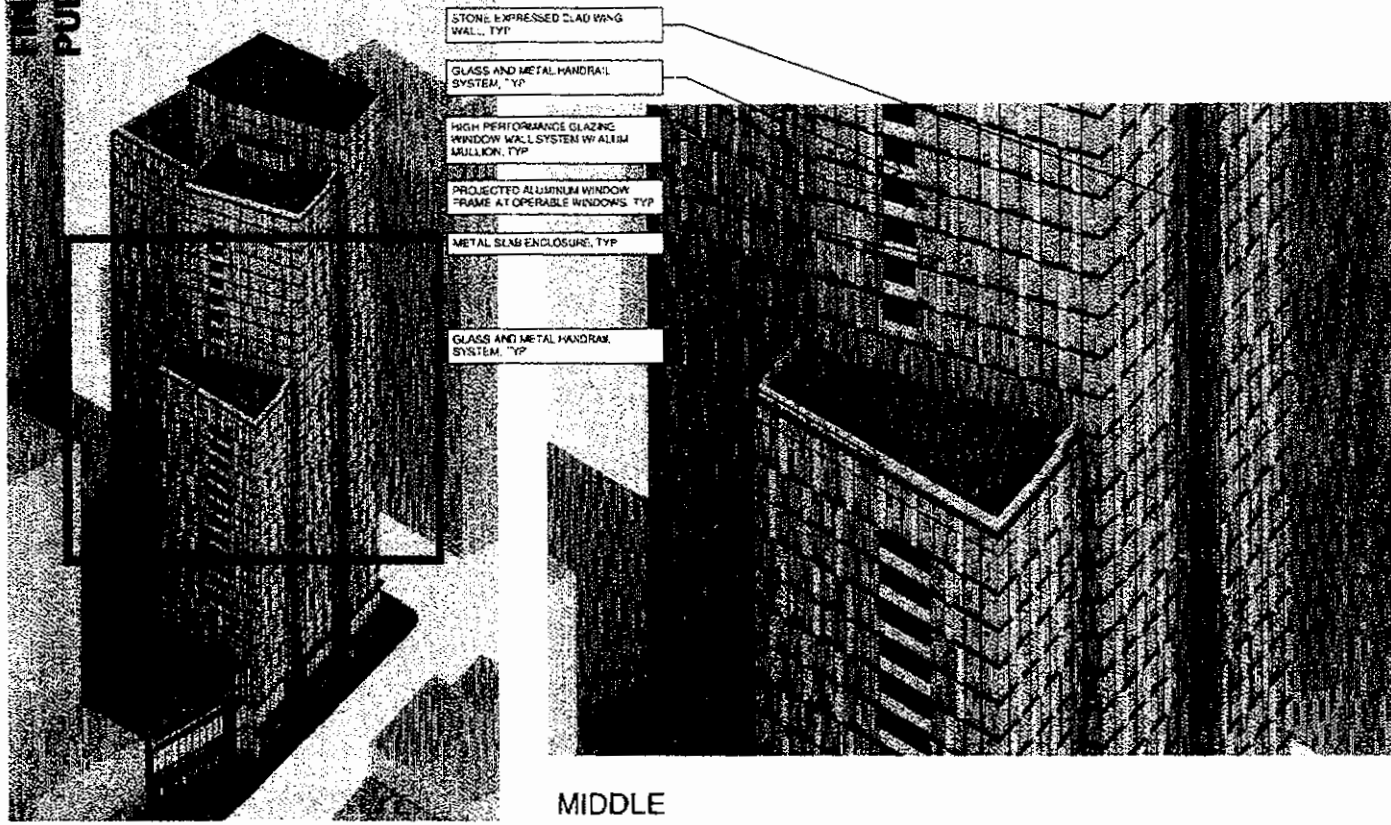 STONE EXPRESSED CLAD WING
WALL, TYP
GLASS AND METAL HANDRAIL
SYSTEM, TYP
HIGH PERFORMANCE GLAZING
WINDOW WALL SYSTEM W/ ALUM
MULLION, TYP
PROJECTED ALUMINUM WINDOW
FRAME AT OPERABLE WINDOWS, TYP
METAL SLAB ENCLOSURE, TYP
GLASS AND METAL HANDRAIL
SYSTEM, TYP
MIDDLE